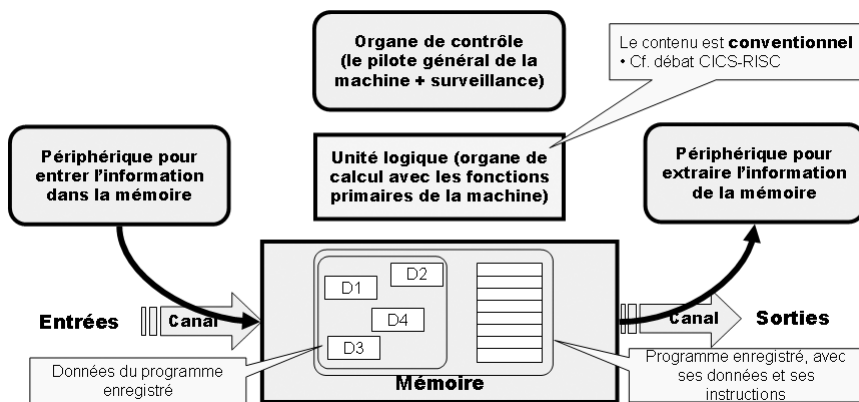 Organe de contrôle
(le pilote général de la
machine + surveillance)
Le contenu est conventionnel
• Cf. débat CICS-RISC
Périphérique pour
entrer l'information
dans la mémoire
Unité logique (organe de
calcul avec les fonctions
primaires de la machine)
Périphérique pour
extraire l'information
de la mémoire
D1
D2
D4
D3
Entrées
Canal
Canal
Sorties
Données du programme
enregistré
Mémoire
Programme enregistré, avec
ses données et ses
instructions